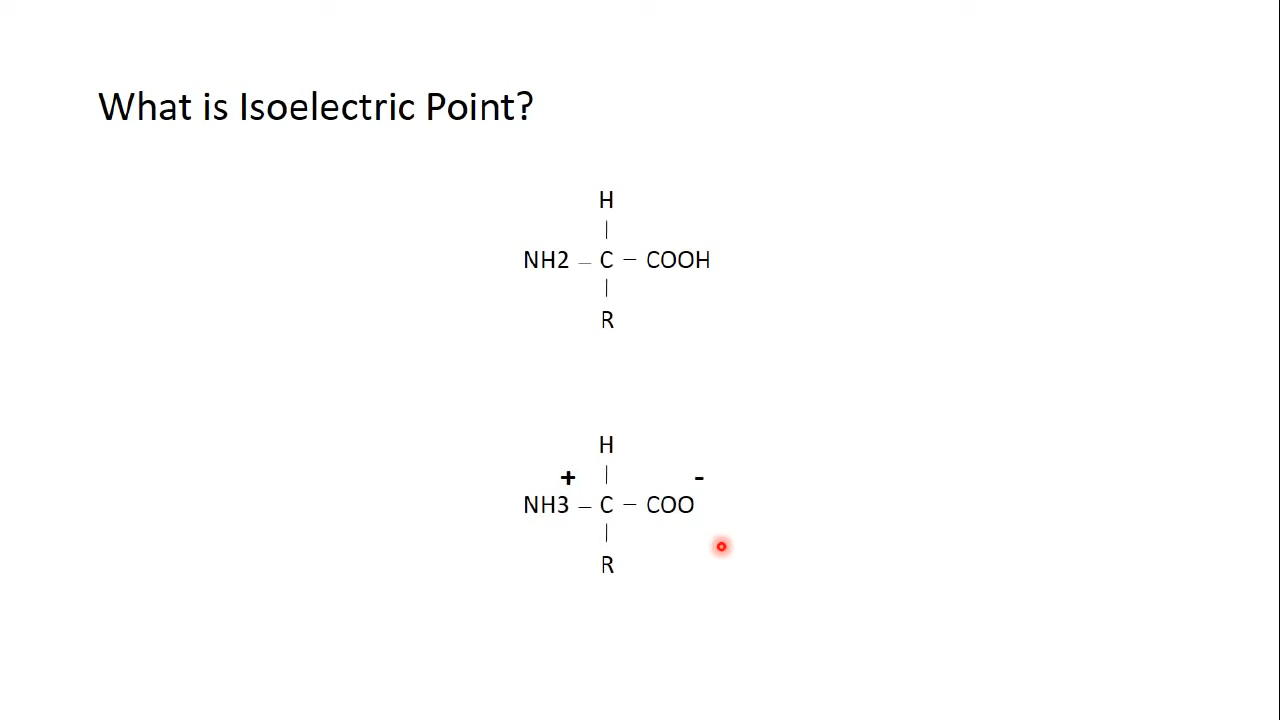 What is Isoelectric Point?
H
|
NH2 – C – COOH
|
R
H
+ | -
NH3 – C – COO
|
R